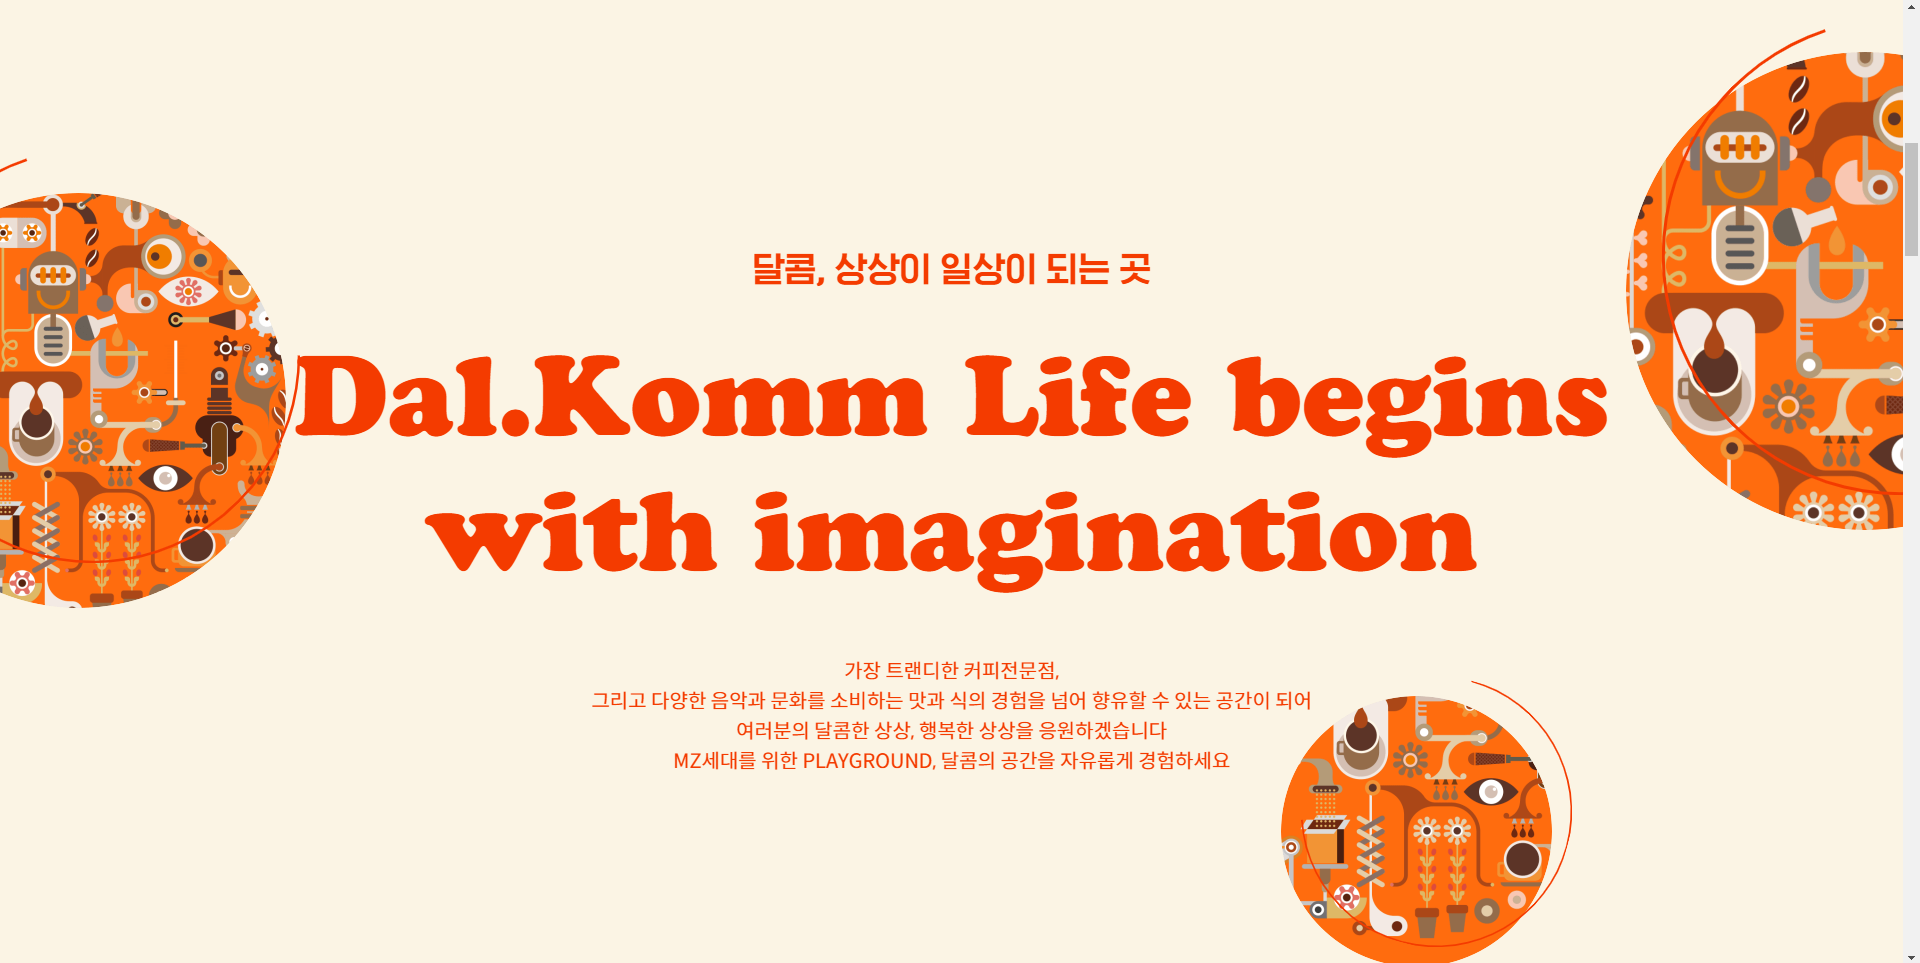 달콤, 상상이 일상이 되는 곳
Dal.Komm Life begins
with imagination
가장 트랜디한 커피전문점,
그리고 다양한 음악과 문화를 소비하는 맛과 식의 경험을 넘어 향유할 수 있는 공간이 되어
여러분의 달콤한 상상, 행복한 상상을 응원하겠습니다
MZ세대를 위한 PLAYGROUND, 달콤의 공간을 자유롭게 경험하세요